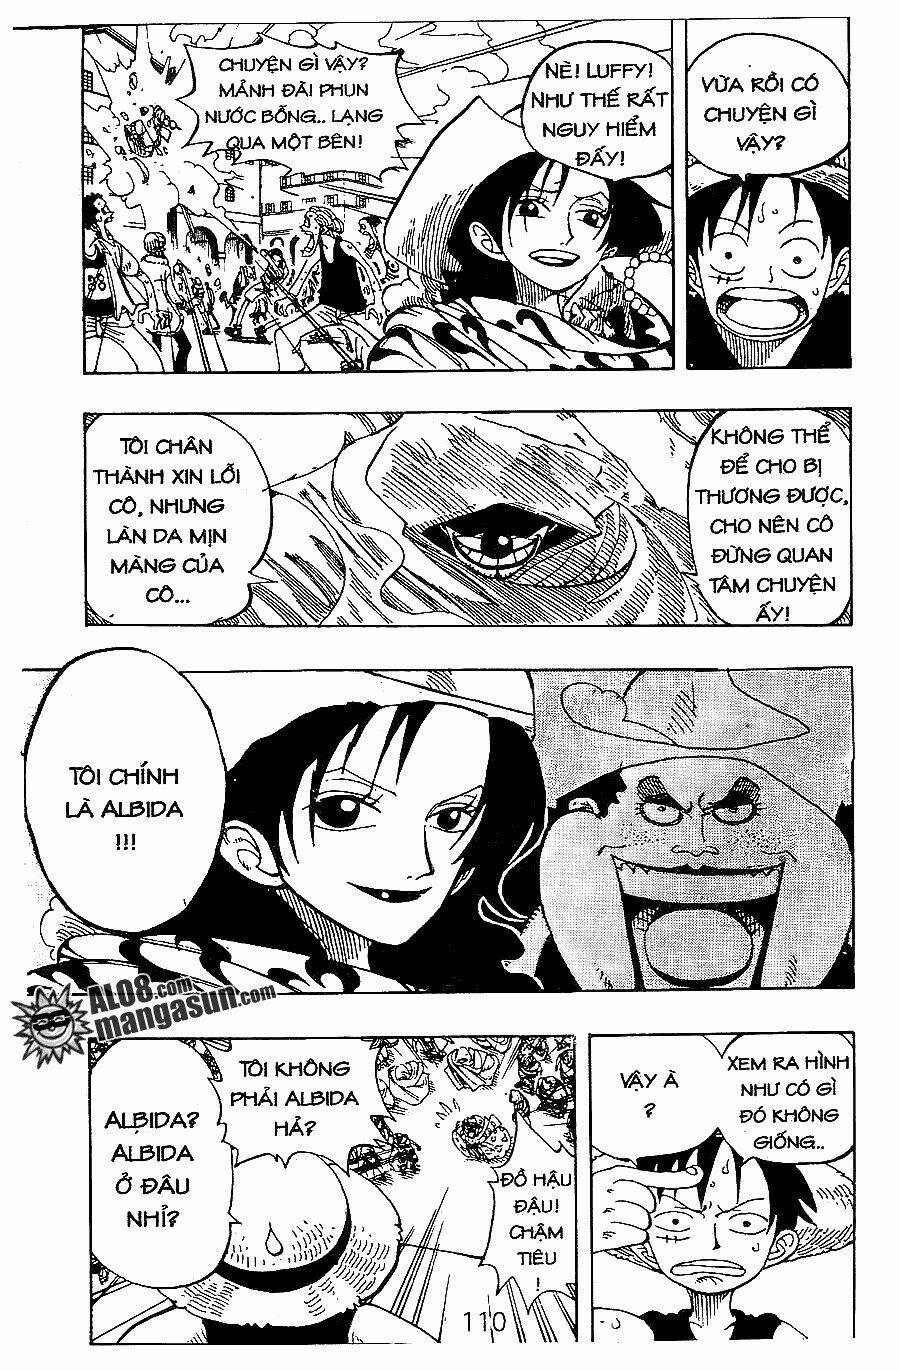 CHUYỆN GÌ VẬY?
MẢNH ĐÀI PHUN
NƯỚC BỖNG.. LẠNG
QUA MỘT BÊN!
NÈ! LUFFY!
NHƯ THẾ RẤT
NGUY HIỂM
ĐẤY!
VỪA RỒI CÓ
CHUYỆN GÌ
VẬY?
TÔI CHÂN
THÀNH XIN LỖI
CÔ, NHƯNG
LÀN DA MỊN
MÀNG CỦA
CÔ...
KHÔNG THỂ
ĐỂ CHO BỊ
THƯƠNG ĐƯỢC,
CHO NÊN CÔ
ĐỪNG QUAN
TÂM CHUYỆN
ẤY!
TÔI CHÍNH
LÀ ALBIDA
!!!
AL08.com
mangasun.com
ALBIDA?
ALBIDA
Ở ĐÂU
NHỈ?
TÔI KHÔNG
PHẢI ALBIDA
HẢ?
ĐỒ HẬU
ĐẬU!
CHẬM
TIÊU
!
VẬY À
?
XEM RA HÌNH
NHƯ CÓ GÌ
ĐÓ KHÔNG
GIỐNG..
110